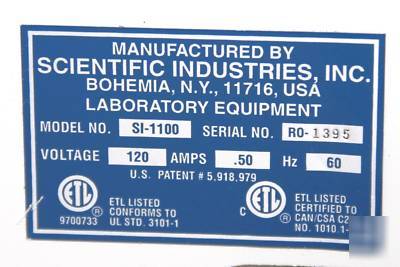 MANUFACTURED BY
SCIENTIFIC INDUSTRIES, INC.
BOHEMIA, N.Y., 11716, USA
LABORATORY EQUIPMENT
MODEL NO. SI-1100 SERIAL NO. RO-1395
VOLTAGE 120 AMPS .50 Hz 60
U.S. PATENT # 5,918,979
ETL ® 9700733
ETL LISTED
CONFORMS TO
UL STD. 3101-1
C ETL ®
ETL LISTED
CERTIFIED TO
CAN/CSA C2
NO. 1010.1-